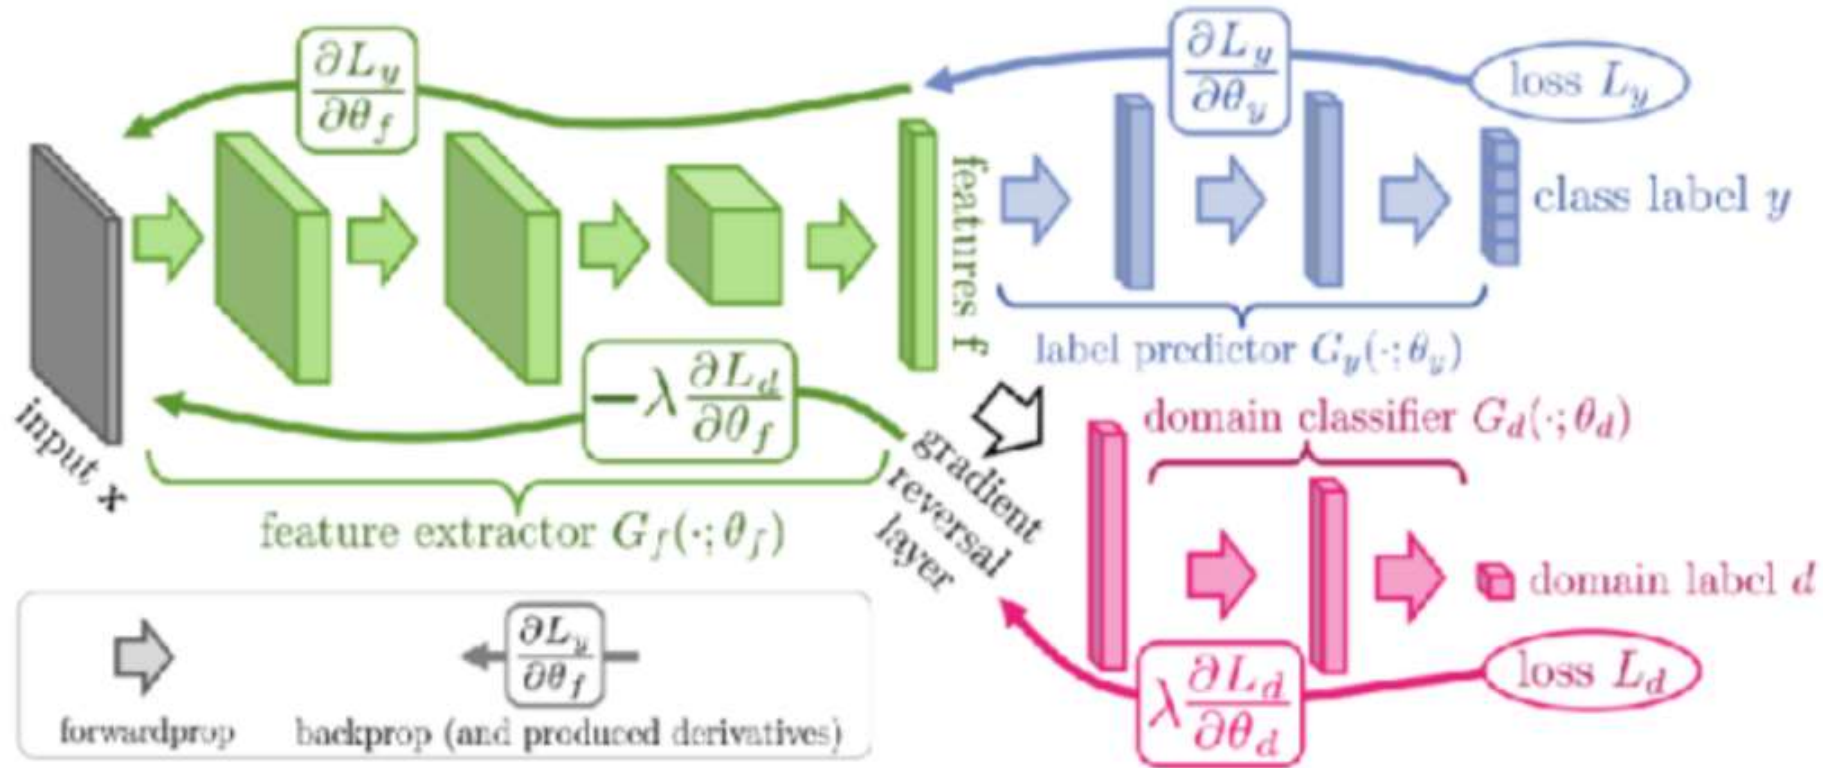 ∂L_y/∂θ_f
∂L_y/∂θ_y
loss L_y
features f
class label y
input x
label predictor G_y(·; θ_y)
−λ ∂L_d/∂θ_f
domain classifier G_d(·; θ_d)
gradient
reversal
layer
feature extractor G_f(·; θ_f)
domain label d
∂L_y/∂θ_f
loss L_d
λ ∂L_d/∂θ_d
forwardprop
backprop (and produced derivatives)